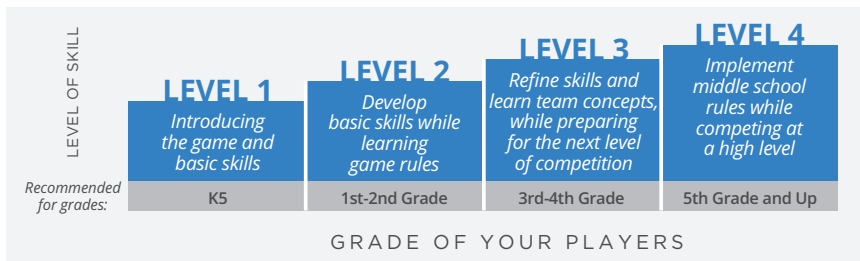 LEVEL OF SKILL
LEVEL 1
Introducing
the game and
basic skills
LEVEL 2
Develop
basic skills while
learning
game rules
LEVEL 3
Refine skills and
learn team concepts,
while preparing
for the next level
of competition
LEVEL 4
Implement
middle school
rules while
competing at
a high level
Recommended
for grades:
K5
1st-2nd Grade
3rd-4th Grade
5th Grade and Up
GRADE OF YOUR PLAYERS